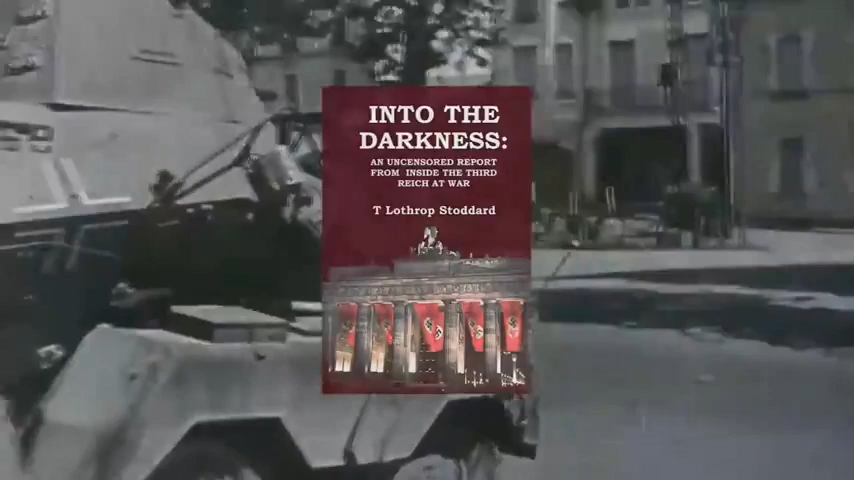 INTO THE
DARKNESS:
AN UNCENSORED REPORT
FROM INSIDE THE THIRD
REICH AT WAR
T Lothrop Stoddard